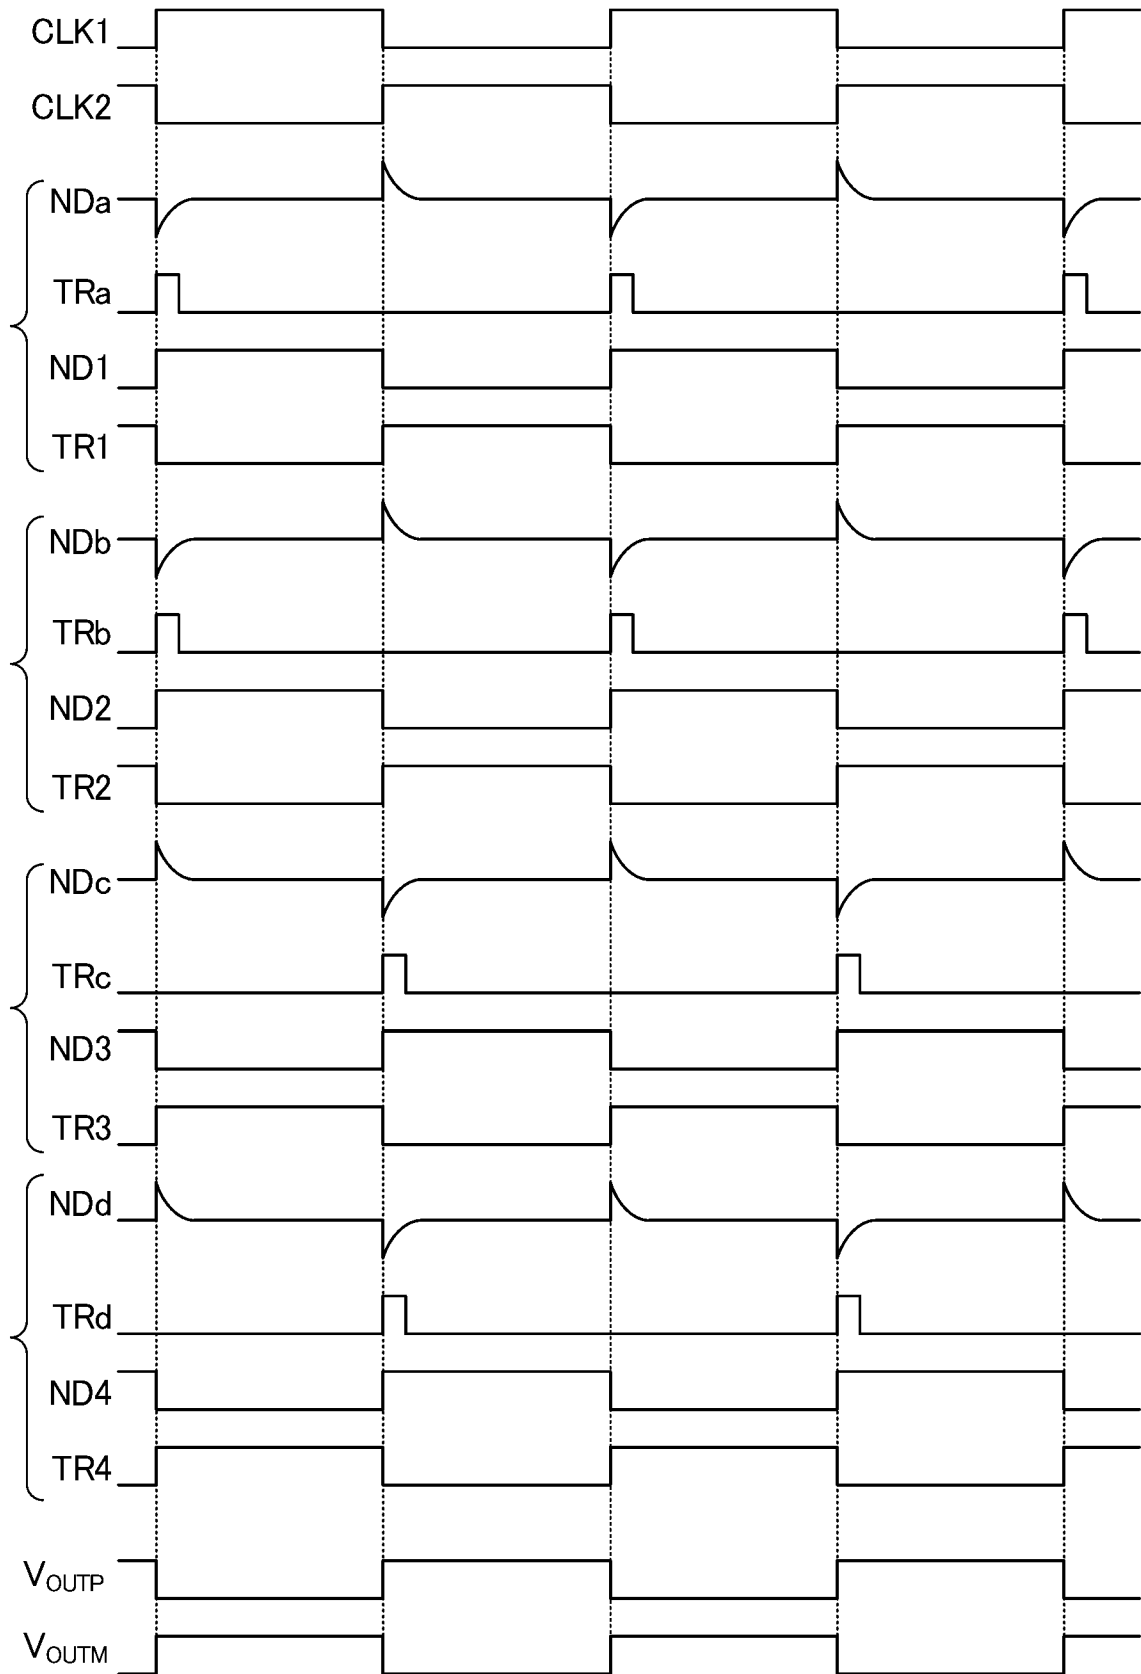 CLK1
CLK2
NDa
TRa
ND1
TR1
NDb
TRb
ND2
TR2
NDc
TRc
ND3
TR3
NDd
TRd
ND4
TR4
VOUTP
VOUTM